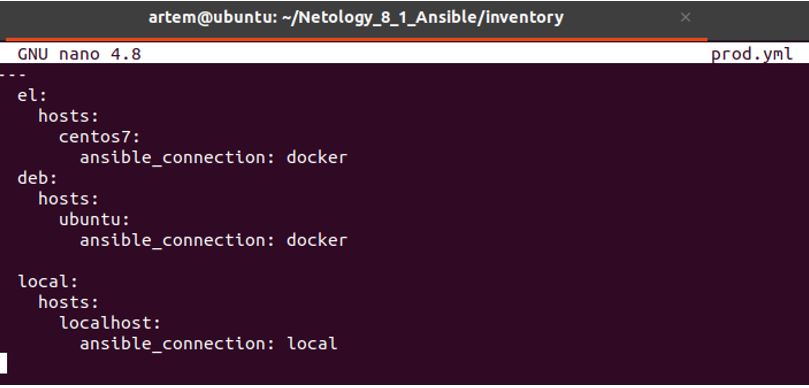 artem@ubuntu: ~/Netology_8_1_Ansible/inventory ×
GNU nano 4.8 prod.yml
---
  el:
    hosts:
      centos7:
        ansible_connection: docker
  deb:
    hosts:
      ubuntu:
        ansible_connection: docker

  local:
    hosts:
      localhost:
        ansible_connection: local